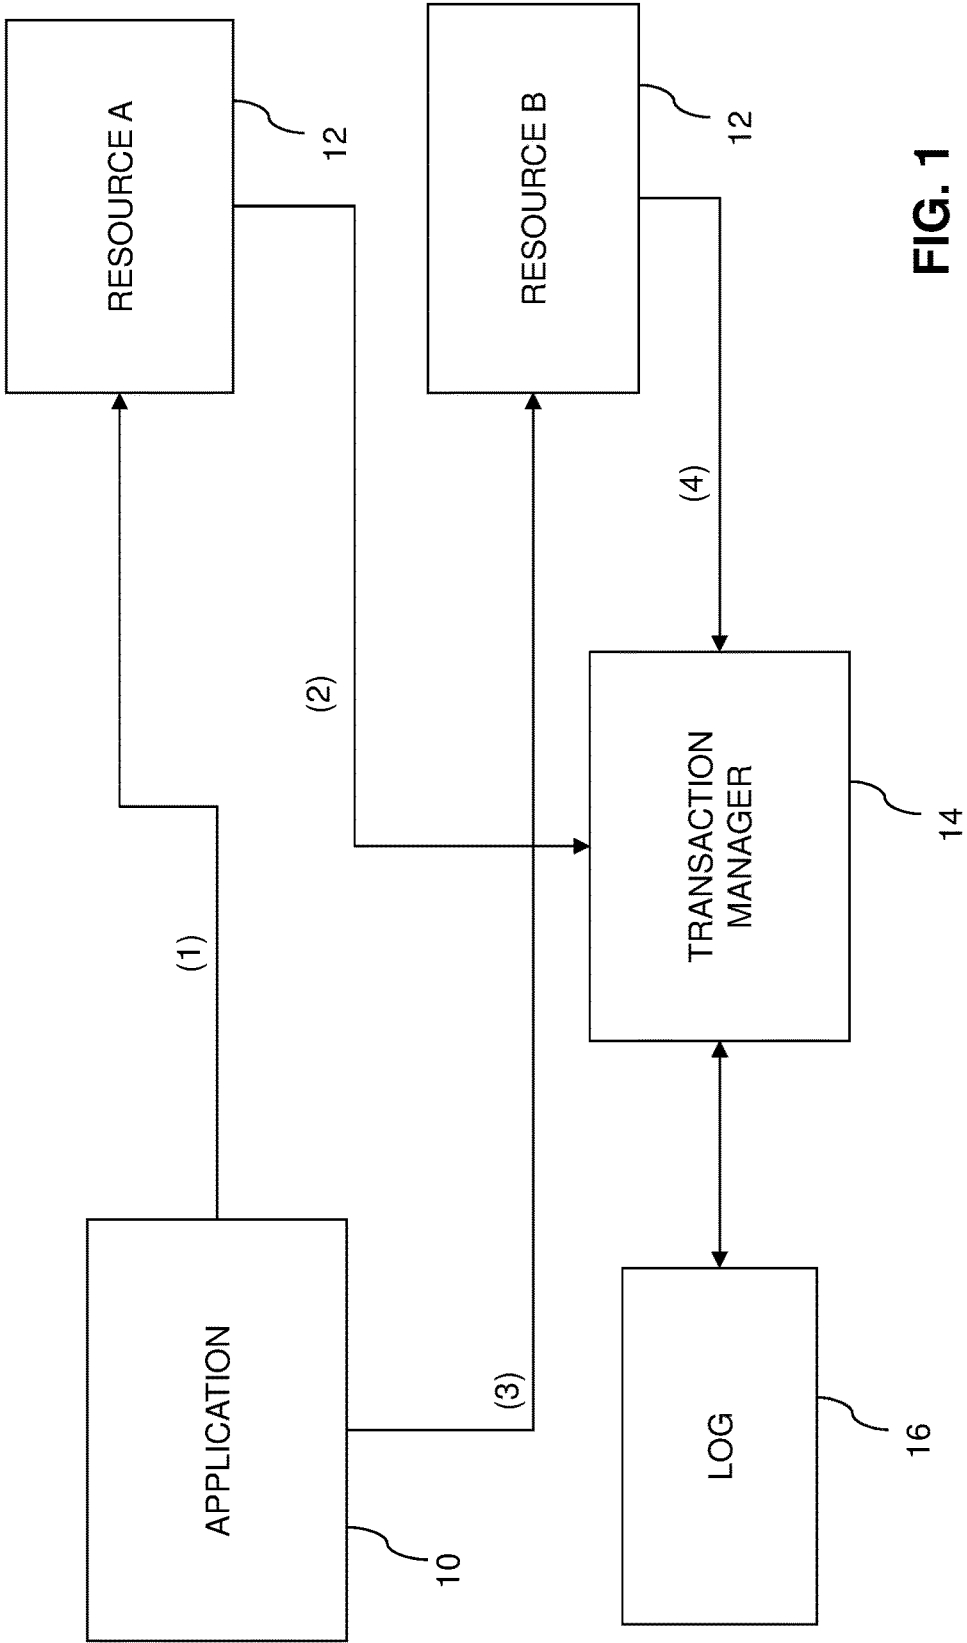 APPLICATION
10
(1)
RESOURCE A
12
(2)
(3)
RESOURCE B
12
(4)
TRANSACTION
MANAGER
14
LOG
16
FIG. 1